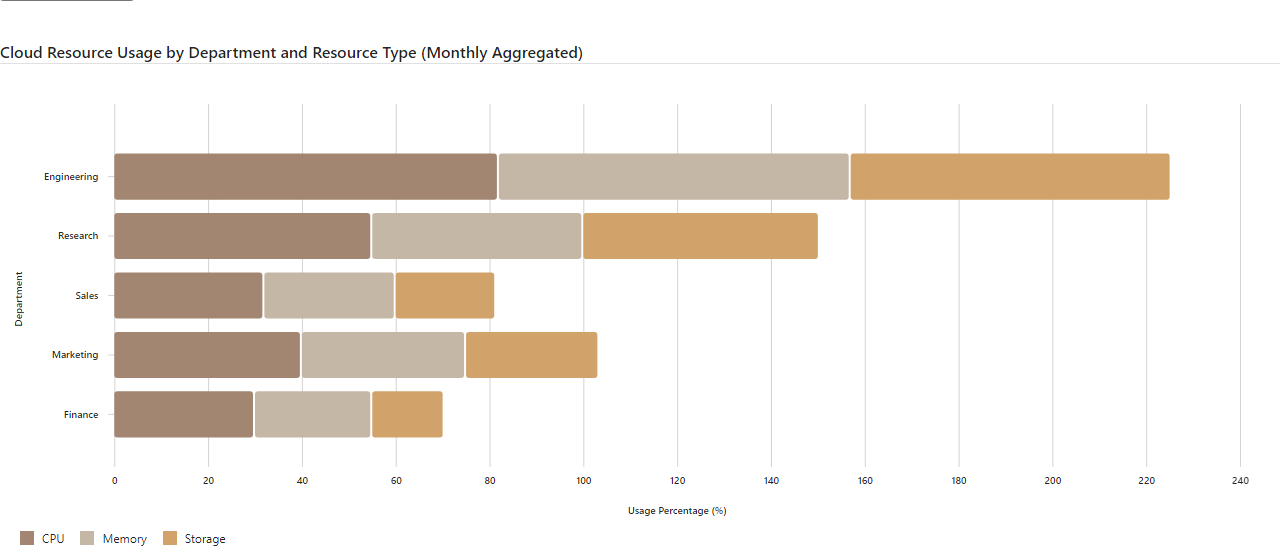 Cloud Resource Usage by Department and Resource Type (Monthly Aggregated)
Engineering
Research
Sales
Marketing
Finance
Department
0 20 40 60 80 100 120 140 160 180 200 220 240
Usage Percentage (%)
CPU Memory Storage